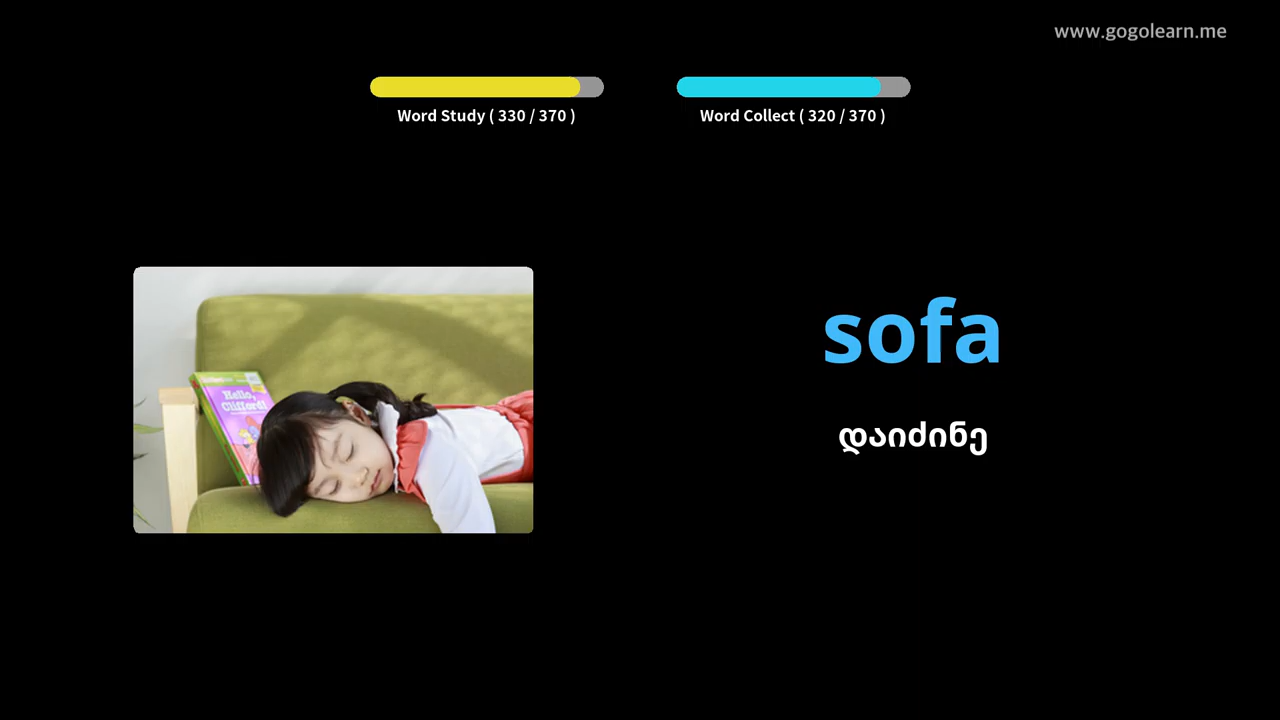 www.gogolearn.me
Word Study ( 330 / 370 )
Word Collect ( 320 / 370 )
Hello,
Clifford!
sofa
დაიძინე